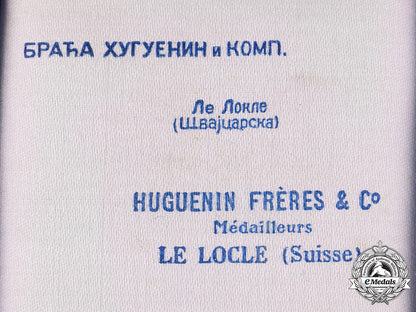 БРАЋА ХУГУЕНИН и КОМП.
Ле Локле
(Швајцарска)
HUGUENIN FRÈRES & Co
Médailleurs
LE LOCLE (Suisse)